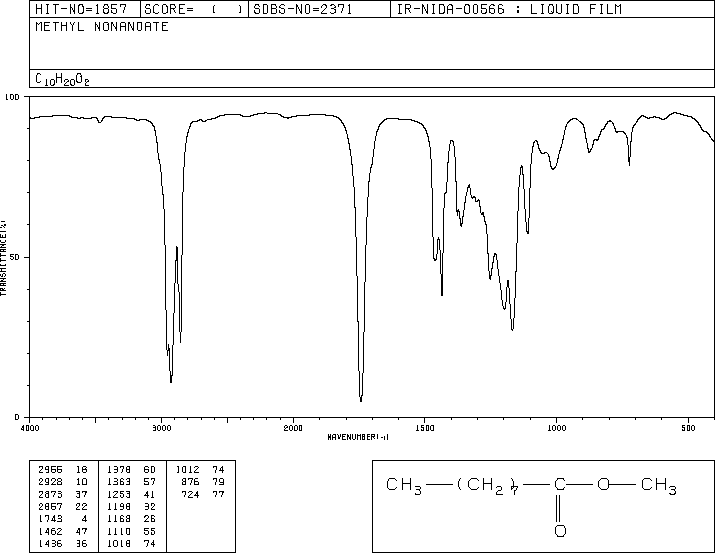 HIT-NO=1857 SCORE= ( ) SDBS-NO=2371 IR-NIDA-00566 : LIQUID FILM
METHYL NONANOATE
C10H20O2
100
50
0
TRANSMITTANCE(%)
4000 3000 2000 1500 1000 500
WAVENUMBER(-1)
2956 18 1378 60 1012 74
2928 10 1363 57 876 79
2873 37 1253 41 724 77
2857 22 1198 32
1743 4 1168 26
1462 47 1110 55
1436 36 1018 74
CH3 (CH2)7 C O CH3
O